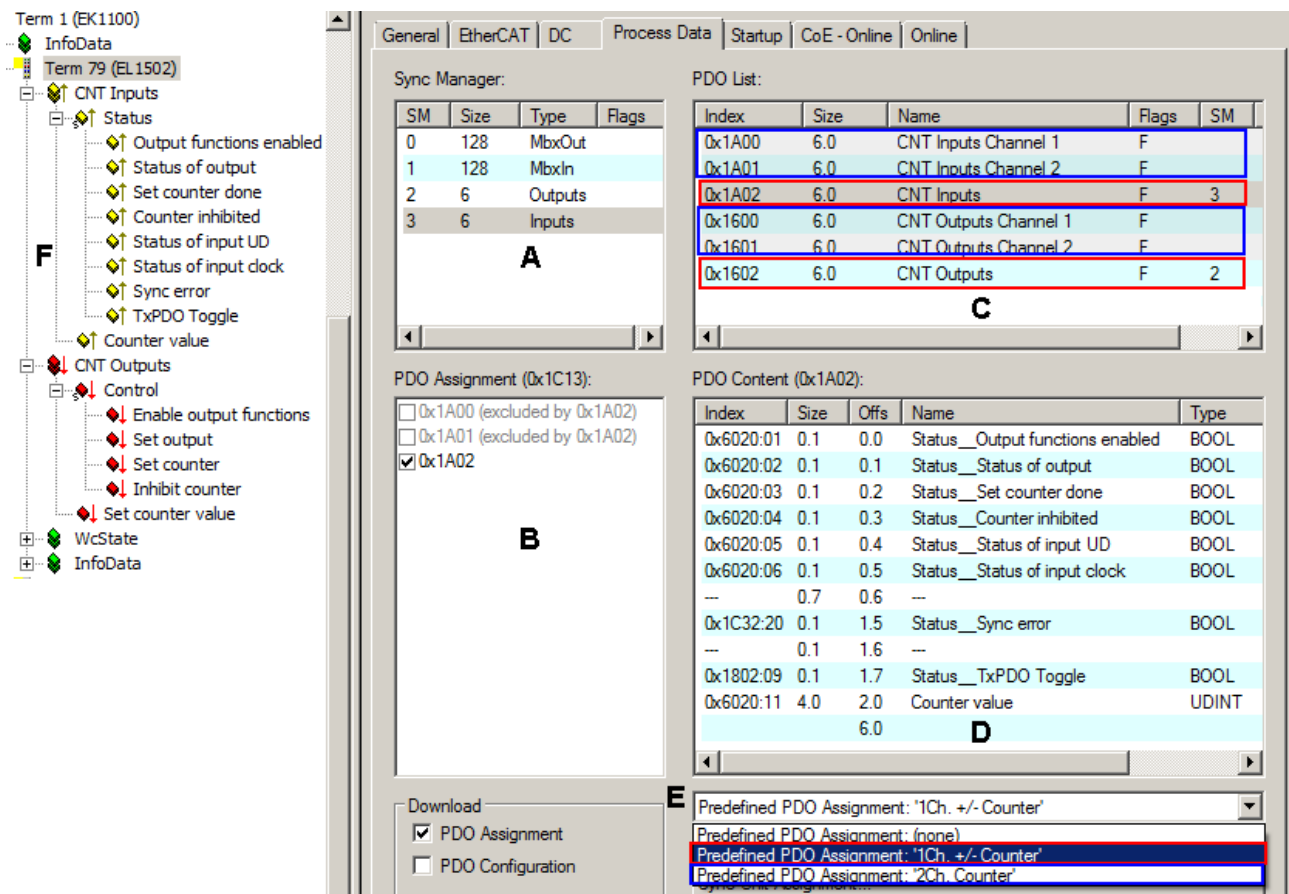 Term 1 (EK1100)
InfoData
Term 79 (EL1502)
CNT Inputs
Status
Output functions enabled
Status of output
Set counter done
Counter inhibited
Status of input UD
F
Status of input clock
Sync error
TxPDO Toggle
Counter value
CNT Outputs
Control
Enable output functions
Set output
Set counter
Inhibit counter
Set counter value
WcState
InfoData
General EtherCAT DC Process Data Startup CoE - Online Online
Sync Manager:
SM Size Type Flags
0 128 MbxOut
1 128 MbxIn
2 6 Outputs
3 6 Inputs
A
PDO List:
Index Size Name Flags SM
0x1A00 6.0 CNT Inputs Channel 1 F
0x1A01 6.0 CNT Inputs Channel 2 F
0x1A02 6.0 CNT Inputs F 3
0x1600 6.0 CNT Outputs Channel 1 F
0x1601 6.0 CNT Outputs Channel 2 F
0x1602 6.0 CNT Outputs F 2
C
PDO Assignment (0x1C13):
0x1A00 (excluded by 0x1A02)
0x1A01 (excluded by 0x1A02)
0x1A02
B
PDO Content (0x1A02):
Index Size Offs Name Type
0x6020:01 0.1 0.0 Status__Output functions enabled BOOL
0x6020:02 0.1 0.1 Status__Status of output BOOL
0x6020:03 0.1 0.2 Status__Set counter done BOOL
0x6020:04 0.1 0.3 Status__Counter inhibited BOOL
0x6020:05 0.1 0.4 Status__Status of input UD BOOL
0x6020:06 0.1 0.5 Status__Status of input clock BOOL
--- 0.7 0.6 ---
0x1C32:20 0.1 1.5 Status__Sync error BOOL
--- 0.1 1.6 ---
0x1802:09 0.1 1.7 Status__TxPDO Toggle BOOL
0x6020:11 4.0 2.0 Counter value UDINT
6.0
D
Download
PDO Assignment
PDO Configuration
E
Predefined PDO Assignment: '1Ch. +/- Counter'
Predefined PDO Assignment: (none)
Predefined PDO Assignment: '1Ch. +/- Counter'
Predefined PDO Assignment: '2Ch. Counter'
Sync Unit Assignment...